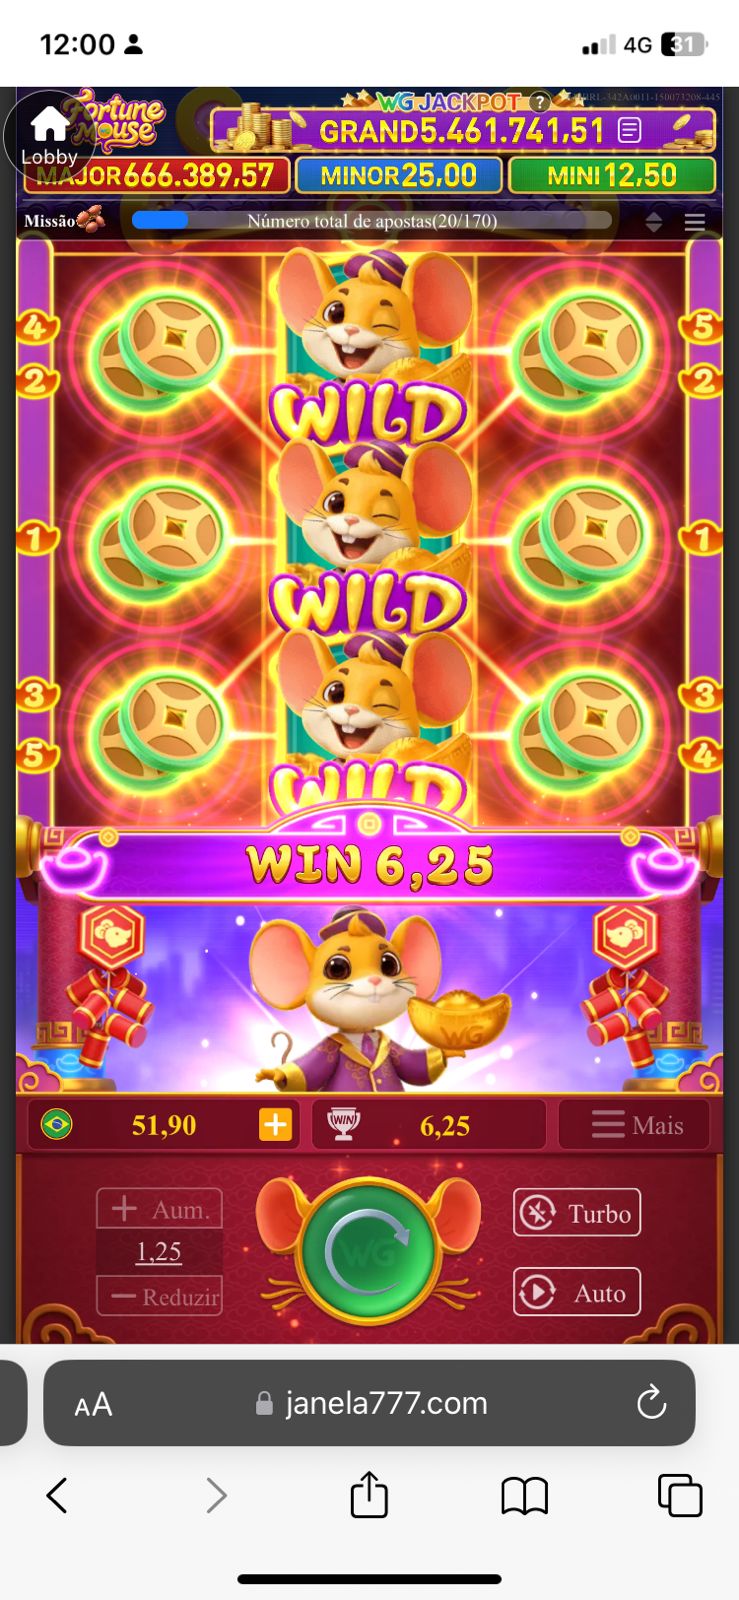 12:00
4G 31
Fortune Mouse
WG JACKPOT ?
GRAND5.461.741,51
Lobby
MAJOR666.389,57
MINOR25,00
MINI12,50
Missão
Número total de apostas(20/170)
4
5
2
2
WILD
1
1
WILD
3
3
5
4
WILD
WIN 6,25
WG
51,90
WIN
6,25
Mais
Aum.
1,25
Reduzir
WG
Turbo
Auto
AA
janela777.com